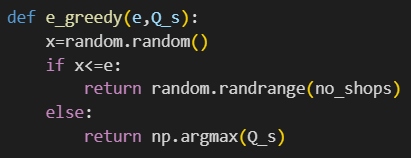 def e_greedy(e,Q_s):
    x=random.random()
    if x<=e:
        return random.randrange(no_shops)
    else:
        return np.argmax(Q_s)